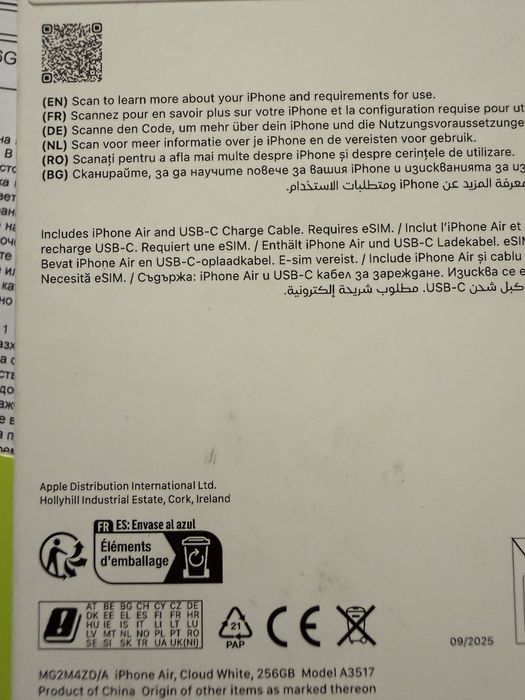 (EN) Scan to learn more about your iPhone and requirements for use.
(FR) Scannez pour en savoir plus sur votre iPhone et la configuration requise pour ut
(DE) Scanne den Code, um mehr über dein iPhone und die Nutzungsvoraussetzunge
(NL) Scan voor meer informatie over je iPhone en de vereisten voor gebruik.
(RO) Scanați pentru a afla mai multe despre iPhone și despre cerințele de utilizare.
(BG) Сканирайте, за да научите повече за вашия iPhone и изискванията за из
معرفة المزيد عن iPhone ومتطلبات الاستخدام.
Includes iPhone Air and USB-C Charge Cable. Requires eSIM. / Inclut l'iPhone Air et
recharge USB-C. Requiert une eSIM. / Enthält iPhone Air und USB-C Ladekabel. eSIM
Bevat iPhone Air en USB-C-oplaadkabel. E-sim vereist. / Include iPhone Air și cablu
Necesită eSIM. / Съдържа: iPhone Air и USB-C кабел за зареждане. Изисква се e
كبل شحن USB-C. مطلوب شريحة إلكترونية.
Apple Distribution International Ltd.
Hollyhill Industrial Estate, Cork, Ireland
FR ES: Envase al azul
Éléments
d'emballage
AT BE BG CH CY CZ DE
DK EE EL ES FI FR HR
HU IE IS IT LI LT LU
LV MT NL NO PL PT RO
SE SI SK TR UA UK(NI)
21
PAP
CE
09/2025
MG2M4ZD/A iPhone Air, Cloud White, 256GB Model A3517
Product of China Origin of other items as marked thereon